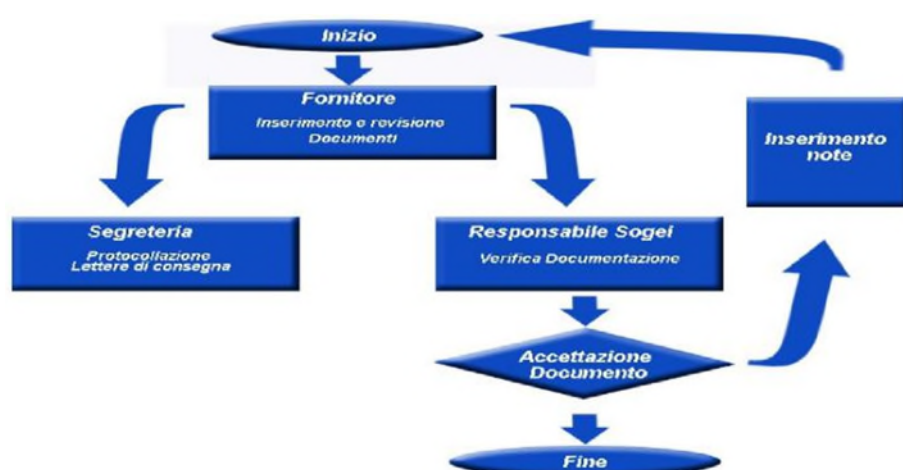 Inizio
Fornitore
Inserimento e revisione
Documenti
Segreteria
Protocollazione
Lettere di consegna
Responsabile Sogei
Verifica Documentazione
Inserimento
note
Accettazione
Documento
Fine